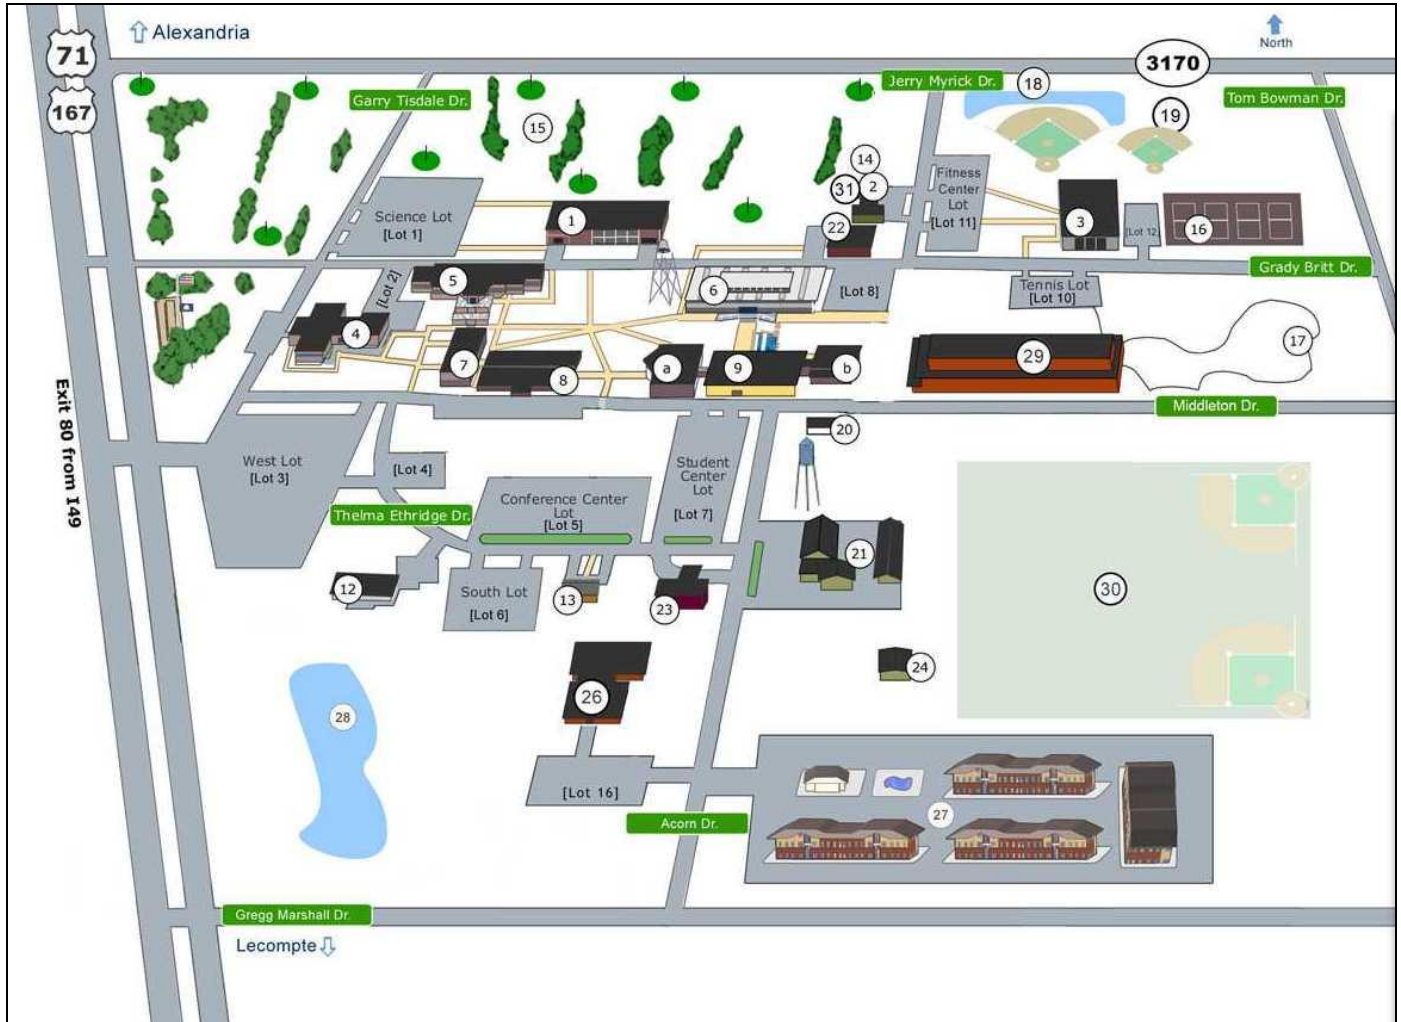 71
167
Alexandria
North
3170
Garry Tisdale Dr.
Jerry Myrick Dr.
Tom Bowman Dr.
18
19
15
14
31
2
Fitness
Center
Lot
[Lot 11]
Science Lot
[Lot 1]
1
22
3
[Lot 12]
16
Grady Britt Dr.
[Lot 2]
5
6
[Lot 8]
Tennis Lot
[Lot 10]
4
7
8
a
9
b
29
17
Middleton Dr.
Exit 80 from I49
20
West Lot
[Lot 3]
[Lot 4]
Student
Center
Lot
[Lot 7]
Conference Center
Lot
[Lot 5]
Thelma Ethridge Dr.
21
12
South Lot
[Lot 6]
13
23
30
24
26
28
[Lot 16]
27
Acorn Dr.
Gregg Marshall Dr.
Lecompte